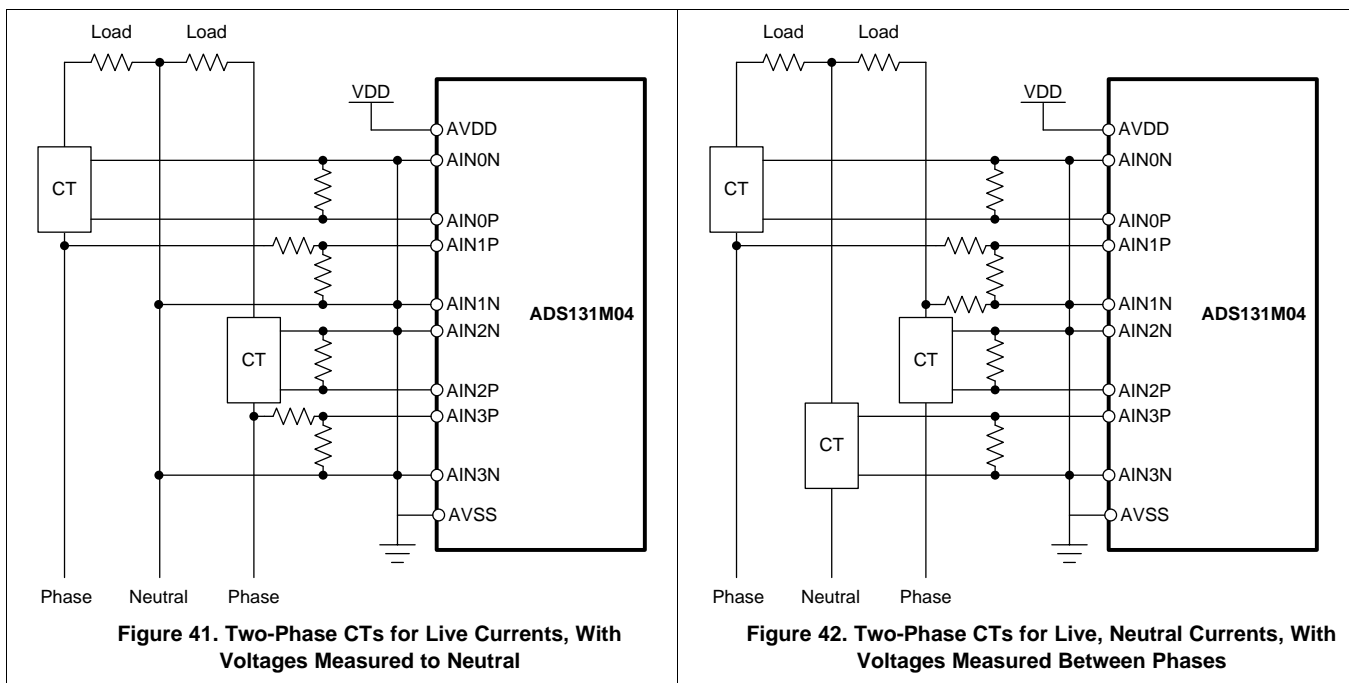 Load
Load
VDD
AVDD
AIN0N
CT
AIN0P
AIN1P
AIN1N
ADS131M04
AIN2N
CT
AIN2P
AIN3P
AIN3N
AVSS
Phase
Neutral
Phase
Figure 41. Two-Phase CTs for Live Currents, With
Voltages Measured to Neutral
Load
Load
VDD
AVDD
AIN0N
CT
AIN0P
AIN1P
AIN1N
ADS131M04
AIN2N
CT
AIN2P
AIN3P
CT
AIN3N
AVSS
Phase
Neutral
Phase
Figure 42. Two-Phase CTs for Live, Neutral Currents, With
Voltages Measured Between Phases